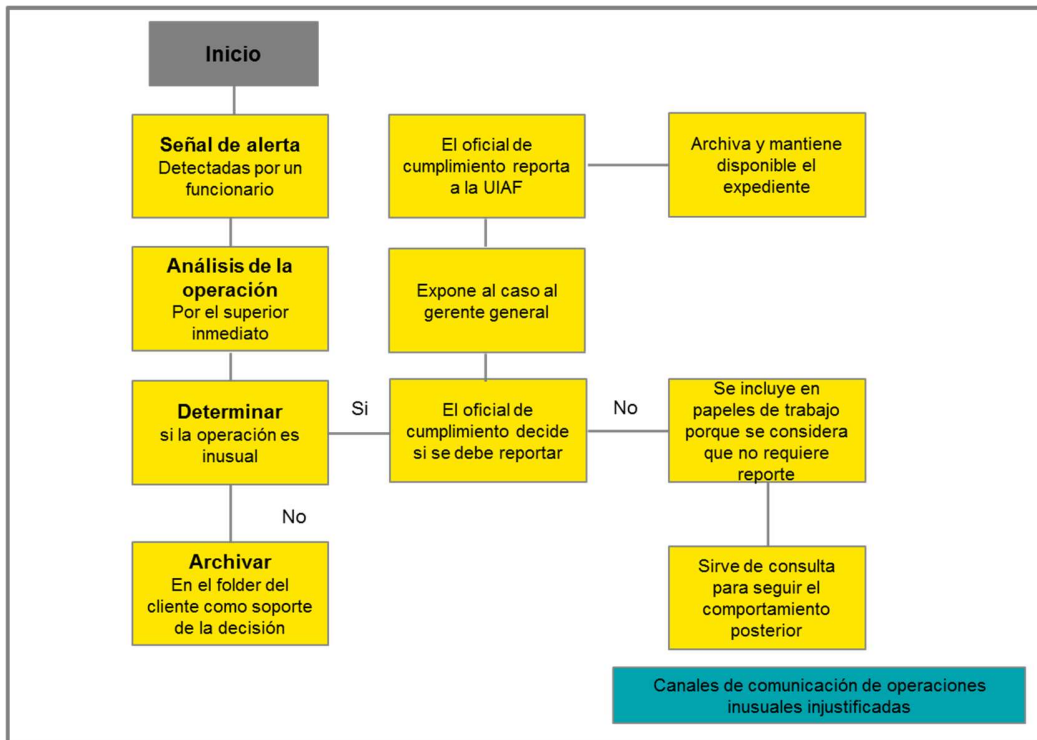 Inicio
Señal de alerta
Detectadas por un
funcionario
Análisis de la
operación
Por el superior
inmediato
Determinar
si la operación es
inusual
Si
No
Archivar
En el folder del
cliente como soporte
de la decisión
El oficial de
cumplimiento decide
si se debe reportar
Expone al caso al
gerente general
El oficial de
cumplimiento reporta
a la UIAF
Archiva y mantiene
disponible el
expediente
No
Se incluye en
papeles de trabajo
porque se considera
que no requiere
reporte
Sirve de consulta
para seguir el
comportamiento
posterior
Canales de comunicación de operaciones
inusuales injustificadas